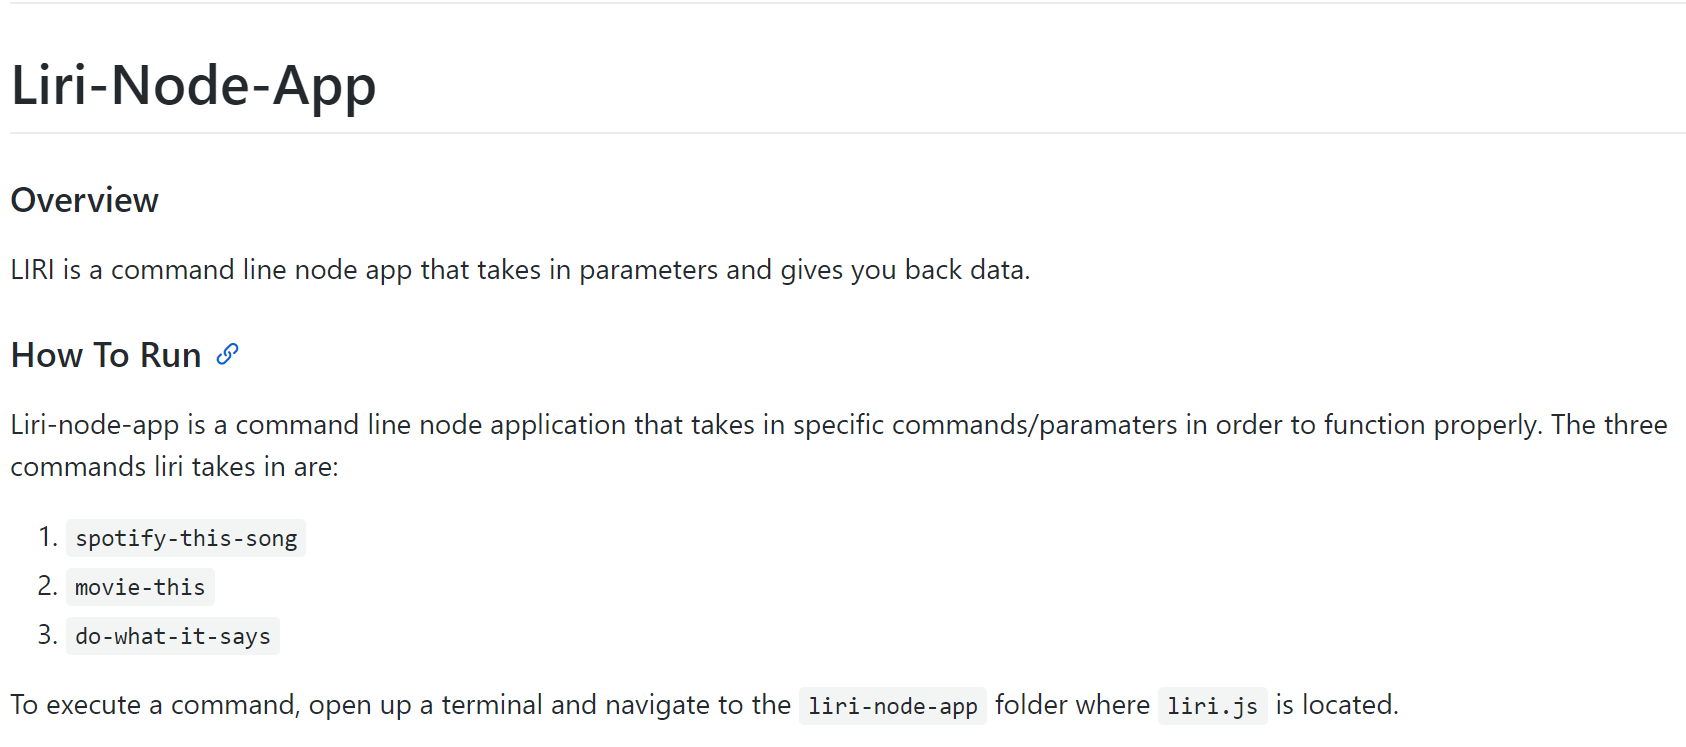 Liri-Node-App
Overview
LIRI is a command line node app that takes in parameters and gives you back data.
How To Run
Liri-node-app is a command line node application that takes in specific commands/paramaters in order to function properly. The three
commands liri takes in are:
1. spotify-this-song
2. movie-this
3. do-what-it-says
To execute a command, open up a terminal and navigate to the liri-node-app folder where liri.js is located.